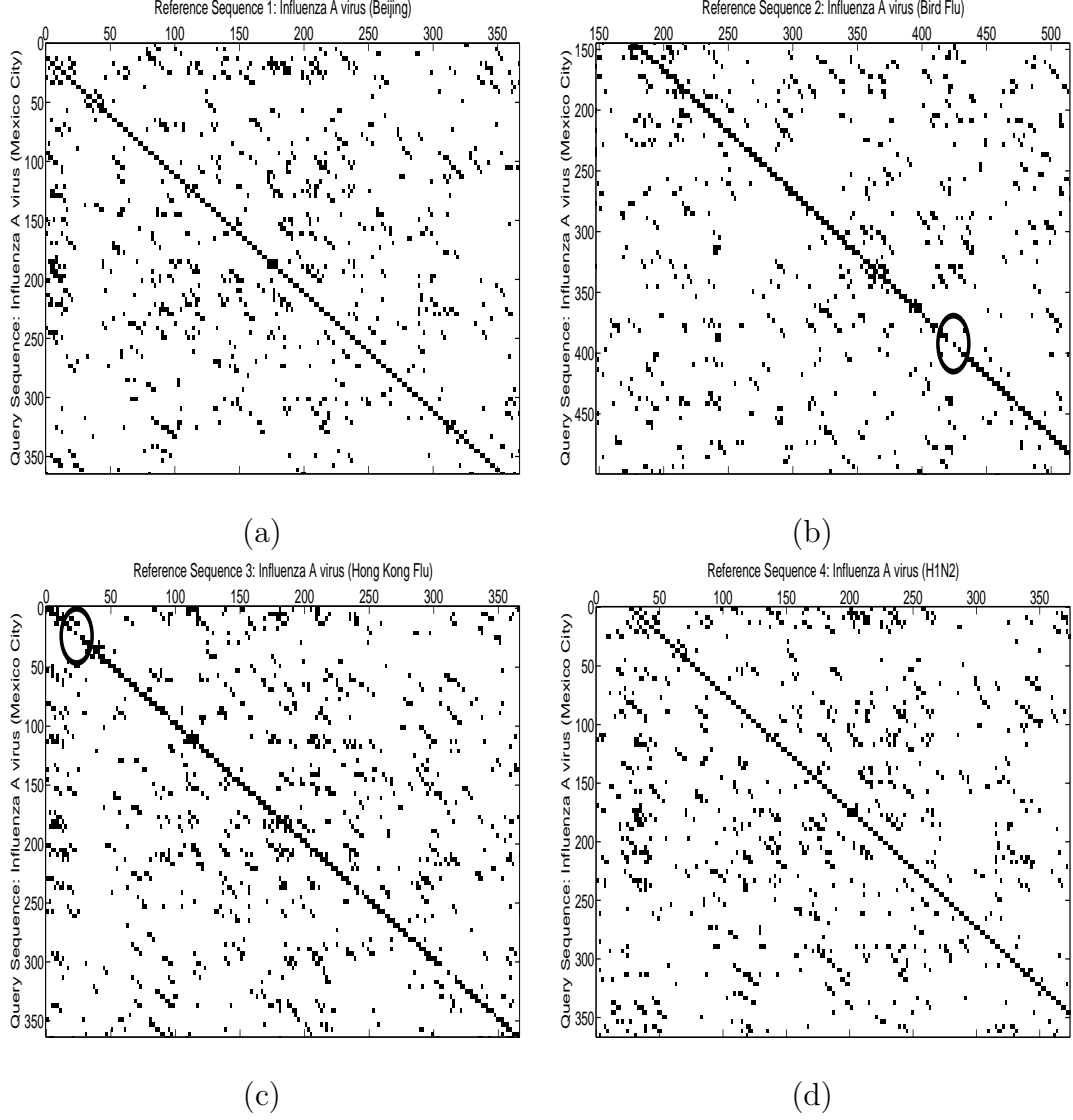 Reference Sequence 1: Influenza A virus (Beijing)
0 50 100 150 200 250 300 350
Query Sequence: Influenza A virus (Mexico City)
0
50
100
150
200
250
300
350
(a)
Reference Sequence 2: Influenza A virus (Bird Flu)
150 200 250 300 350 400 450 500
Query Sequence: Influenza A virus (Mexico City)
150
200
250
300
350
400
450
(b)
Reference Sequence 3: Influenza A virus (Hong Kong Flu)
0 50 100 150 200 250 300 350
Query Sequence: Influenza A virus (Mexico City)
0
50
100
150
200
250
300
350
(c)
Reference Sequence 4: Influenza A virus (H1N2)
0 50 100 150 200 250 300 350
Query Sequence: Influenza A virus (Mexico City)
0
50
100
150
200
250
300
350
(d)